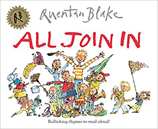 Quentin Blake
ALL JOIN IN
Rollicking rhymes to read aloud!